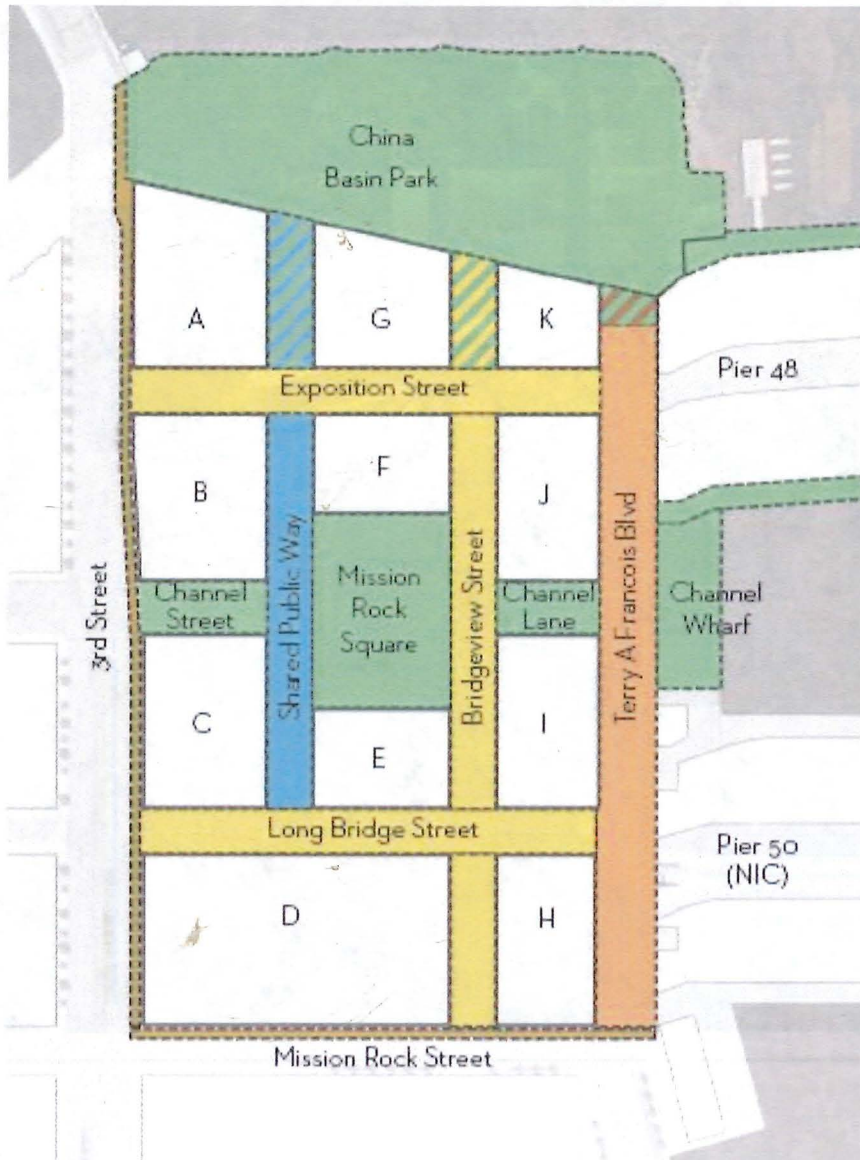 China
Basin Park
A
G
K
Pier 48
Exposition Street
B
F
J
3rd Street
Channel
Street
Shared Public Way
Mission
Rock
Square
Bridgeview Street
Channel
Lane
Terry A Francois Blvd
Channel
Wharf
C
E
I
Long Bridge Street
Pier 50
(NIC)
D
H
Mission Rock Street